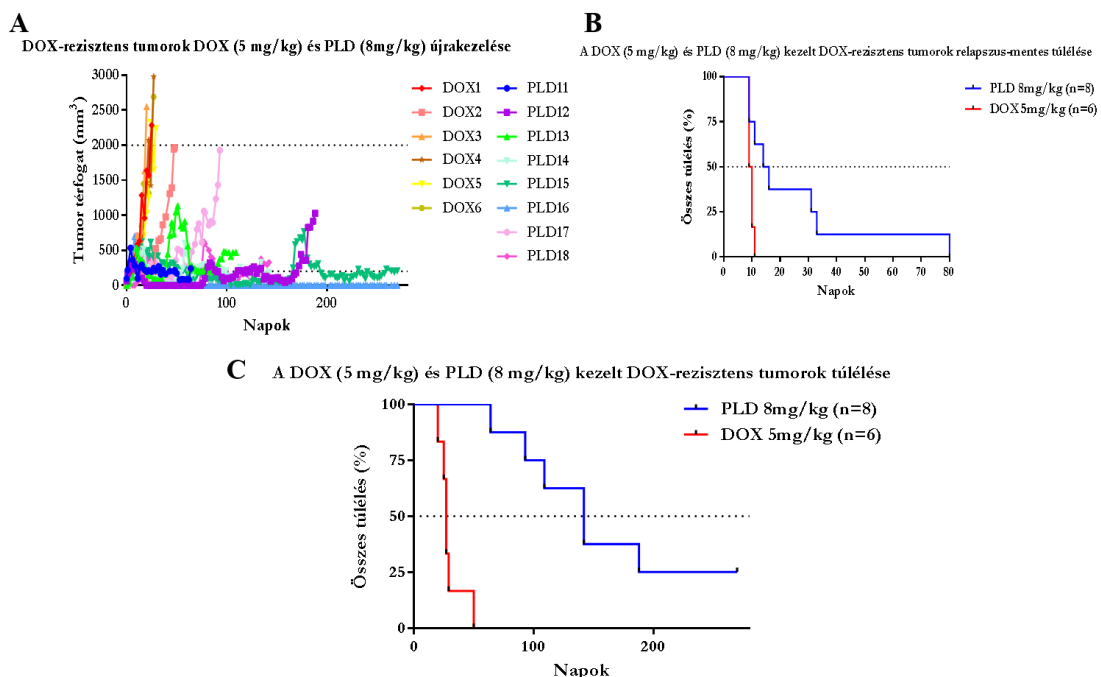 A
DOX-rezisztens tumorok DOX (5 mg/kg) és PLD (8mg/kg) újrakezelése
Tumor térfogat (mm³)
3000
2500
2000
1500
1000
500
0
0
100
200
Napok
DOX1
DOX2
DOX3
DOX4
DOX5
DOX6
PLD11
PLD12
PLD13
PLD14
PLD15
PLD16
PLD17
PLD18
B
A DOX (5 mg/kg) és PLD (8 mg/kg) kezelt DOX-rezisztens tumorok relapszus-mentes túlélése
Összes túlélés (%)
100
75
50
25
0
0
10
20
30
40
50
60
70
80
Napok
PLD 8mg/kg (n=8)
DOX 5mg/kg (n=6)
C
A DOX (5 mg/kg) és PLD (8 mg/kg) kezelt DOX-rezisztens tumorok túlélése
Összes túlélés (%)
100
75
50
25
0
0
100
200
Napok
PLD 8mg/kg (n=8)
DOX 5mg/kg (n=6)